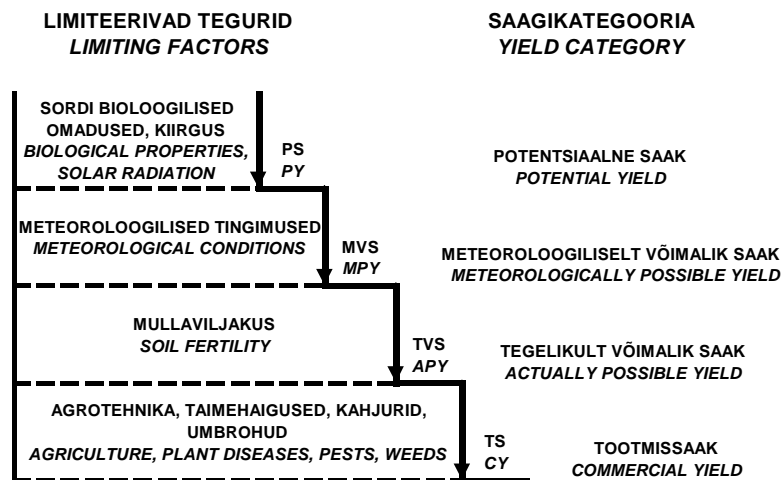 LIMITEERIVAD TEGURID
LIMITING FACTORS
SAAGIKATEGOORIA
YIELD CATEGORY
SORDI BIOLOOGILISED
OMADUSED, KIIRGUS
BIOLOGICAL PROPERTIES,
SOLAR RADIATION
PS
PY
POTENTSIAALNE SAAK
POTENTIAL YIELD
METEOROLOOGILISED TINGIMUSED
METEOROLOGICAL CONDITIONS
MVS
MPY
METEOROLOOGILISELT VÕIMALIK SAAK
METEOROLOGICALLY POSSIBLE YIELD
MULLAVILJAKUS
SOIL FERTILITY
TVS
APY
TEGELIKULT VÕIMALIK SAAK
ACTUALLY POSSIBLE YIELD
AGROTEHNIKA, TAIMEHAIGUSED, KAHJURID,
UMBROHUD
AGRICULTURE, PLANT DISEASES, PESTS, WEEDS
TS
CY
TOOTMISSAAK
COMMERCIAL YIELD